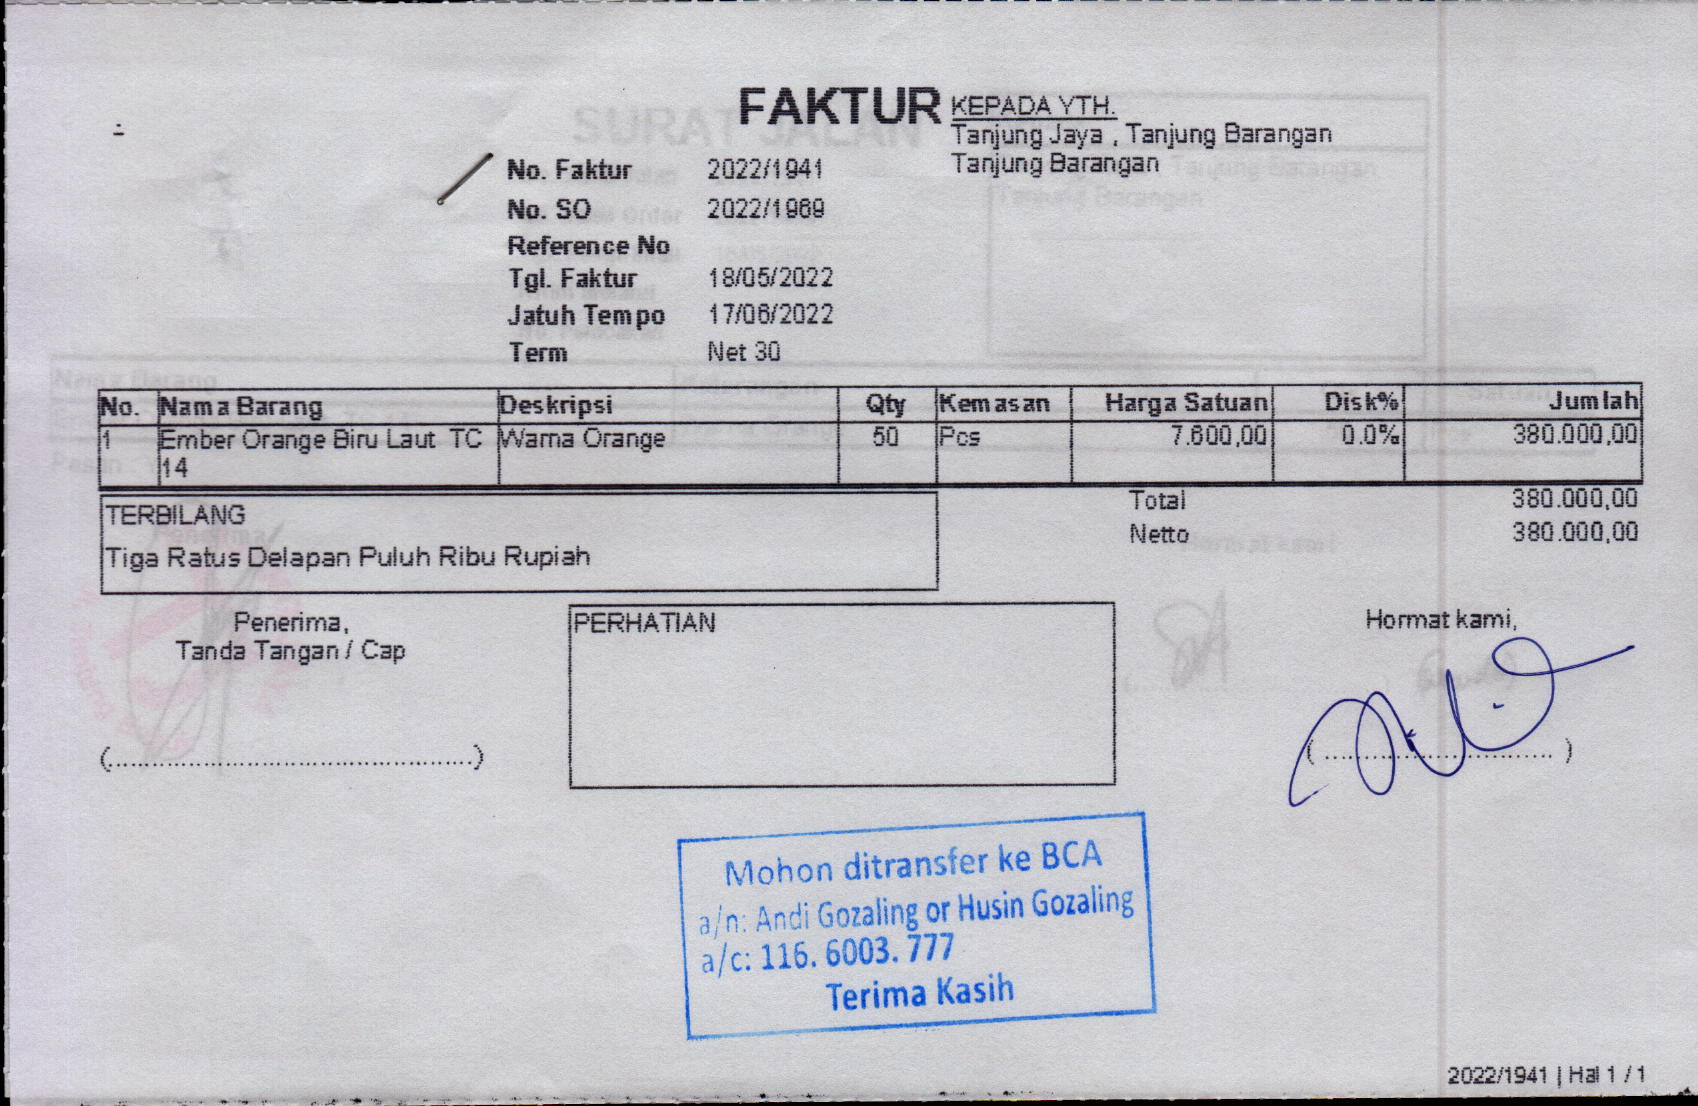 FAKTUR
KEPADA YTH.
Tanjung Jaya , Tanjung Barangan
Tanjung Barangan
No. Faktur 2022/1941
No. SO 2022/1969
Reference No
Tgl. Faktur 18/05/2022
Jatuh Tempo 17/06/2022
Term Net 30
No. Nama Barang Deskripsi Qty Kemasan Harga Satuan Disk% Jumlah
1 Ember Orange Biru Laut TC 14 Warna Orange 50 Pcs 7.600,00 0.0% 380.000,00
Total 380.000,00
Netto 380.000,00
TERBILANG
Tiga Ratus Delapan Puluh Ribu Rupiah
Penerima,
Tanda Tangan / Cap
(..............................................)
PERHATIAN
Hormat kami,
( .............................. )
Mohon ditransfer ke BCA
a/n: Andi Gozaling or Husin Gozaling
a/c: 116. 6003. 777
Terima Kasih
2022/1941 | Hal 1 / 1